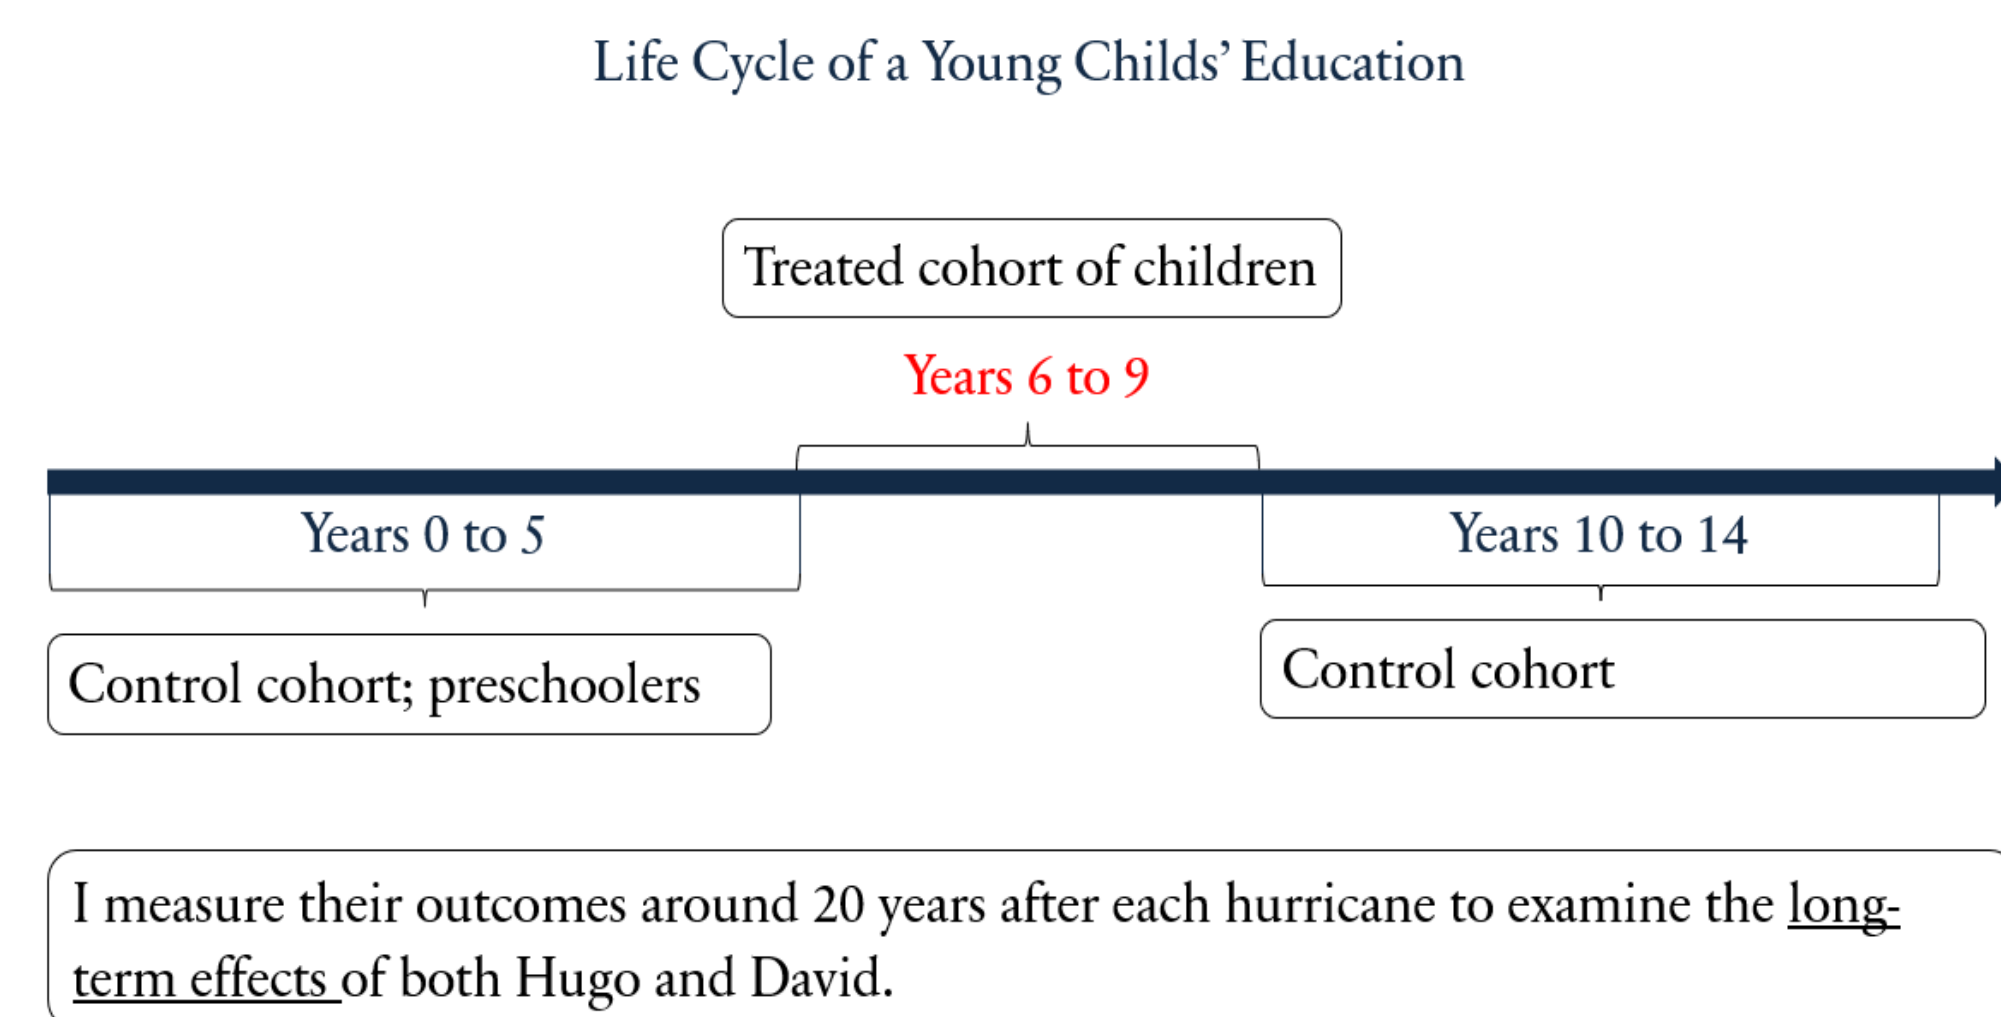 Life Cycle of a Young Childs’ Education
Treated cohort of children
Years 6 to 9
Years 0 to 5
Years 10 to 14
Control cohort; preschoolers
Control cohort
I measure their outcomes around 20 years after each hurricane to examine the long-
term effects of both Hugo and David.